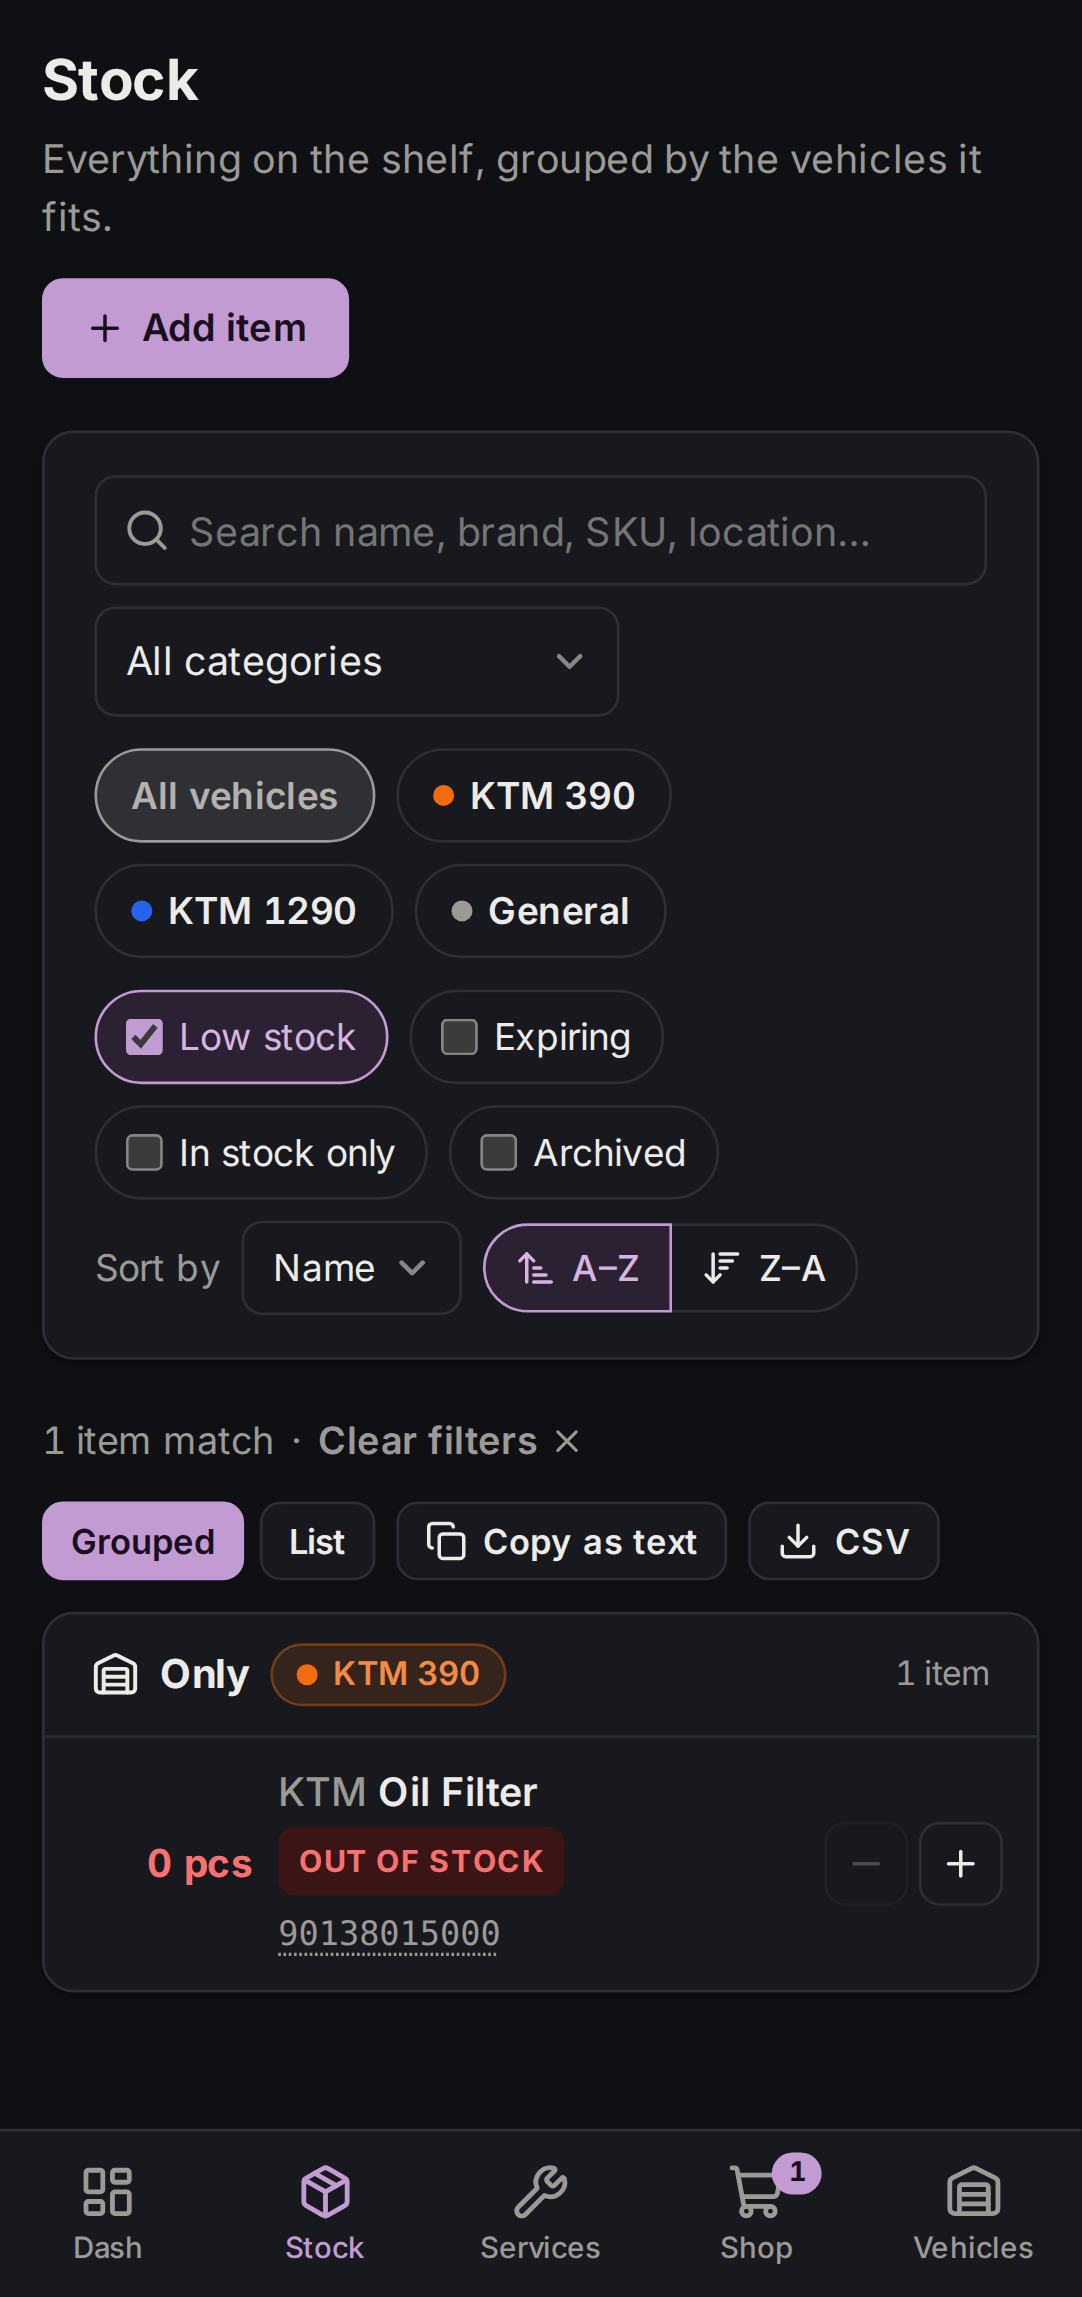 Stock
Everything on the shelf, grouped by the vehicles it
fits.
Add item
Search name, brand, SKU, location...
All categories
All vehicles
KTM 390
KTM 1290
General
Low stock
Expiring
In stock only
Archived
Sort by
Name
A–Z
Z–A
1 item match · Clear filters
Grouped
List
Copy as text
CSV
Only
KTM 390
1 item
KTM Oil Filter
0 pcs
OUT OF STOCK
90138015000
1
Dash
Stock
Services
Shop
Vehicles